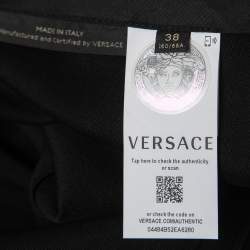 MADE IN ITALY
Manufactured and certified by VERSACE
38
160/68A
VERSACE
Tap here to check the authenticity
or scan
or check the code on
VERSACE.COM/AUTHENTIC
04484B52EA6280